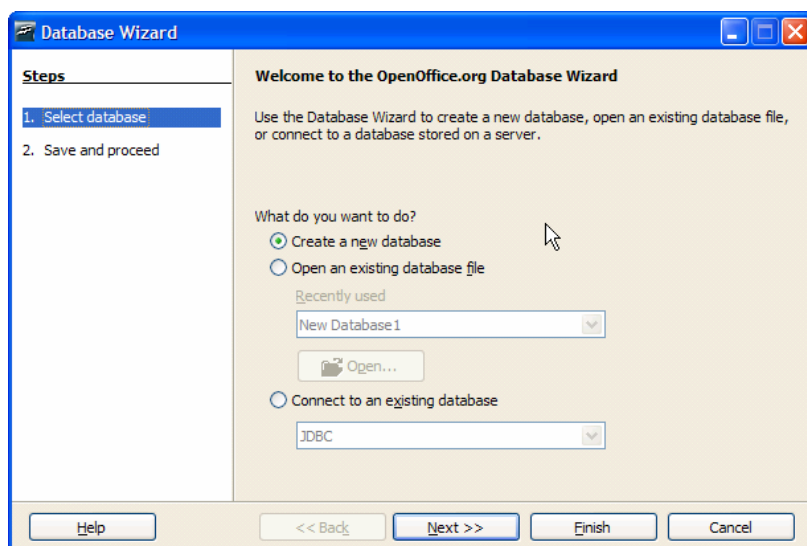 Database Wizard
Steps
1. Select database
2. Save and proceed
Welcome to the OpenOffice.org Database Wizard
Use the Database Wizard to create a new database, open an existing database file,
or connect to a database stored on a server.
What do you want to do?
Create a new database
Open an existing database file
Recently used
New Database1
Open...
Connect to an existing database
JDBC
Help
<< Back
Next >>
Finish
Cancel